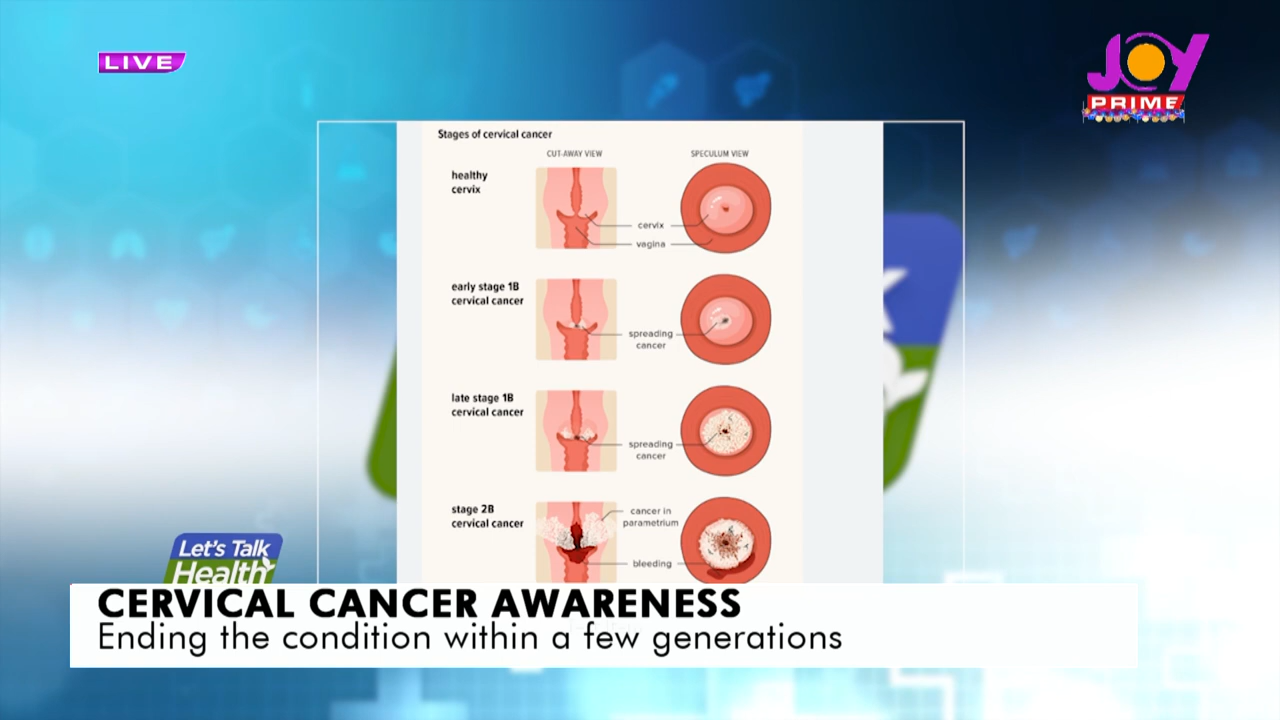 LIVE
JOY
PRIME
Stages of cervical cancer
CUT-AWAY VIEW
SPECULUM VIEW
healthy
cervix
cervix
vagina
early stage 1B
cervical cancer
spreading
cancer
late stage 1B
cervical cancer
spreading
cancer
stage 2B
cervical cancer
cancer in
parametrium
bleeding
Let's Talk
Health
CERVICAL CANCER AWARENESS
Ending the condition within a few generations